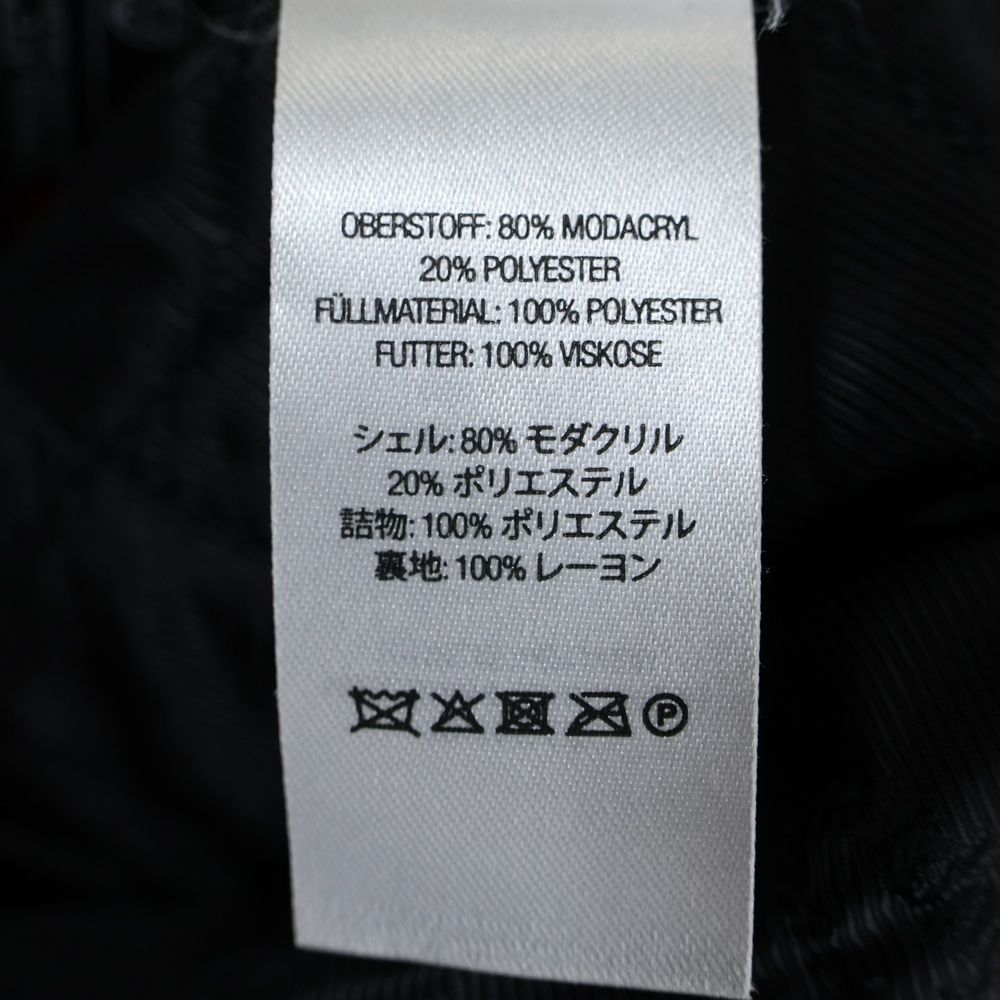 OBERSTOFF: 80% MODACRYL
20% POLYESTER
FÜLLMATERIAL: 100% POLYESTER
FUTTER: 100% VISKOSE
シェル: 80% モダクリル
20% ポリエステル
詰物: 100% ポリエステル
裏地: 100% レーヨン
P